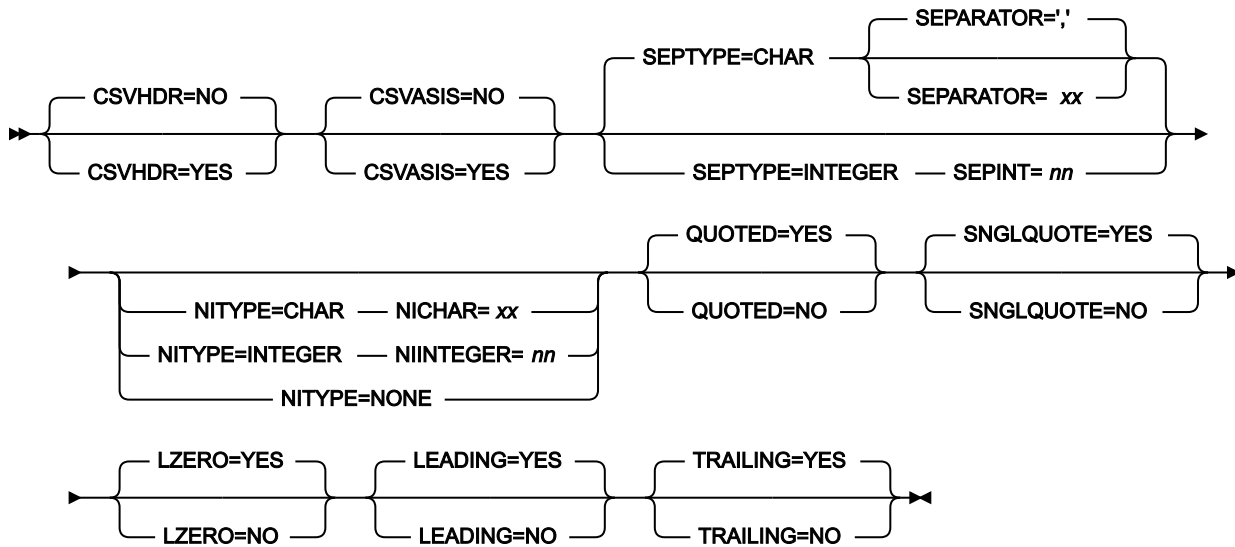 SEPARATOR=','
SEPTYPE=CHAR
CSVHDR=NO CSVASIS=NO SEPARATOR= xx
CSVHDR=YES CSVASIS=YES SEPTYPE=INTEGER SEPINT= nn
QUOTED=YES SNGLQUOTE=YES
NITYPE=CHAR NICHAR= xx QUOTED=NO SNGLQUOTE=NO
NITYPE=INTEGER NIINTEGER= nn
NITYPE=NONE
LZERO=YES LEADING=YES TRAILING=YES
LZERO=NO LEADING=NO TRAILING=NO